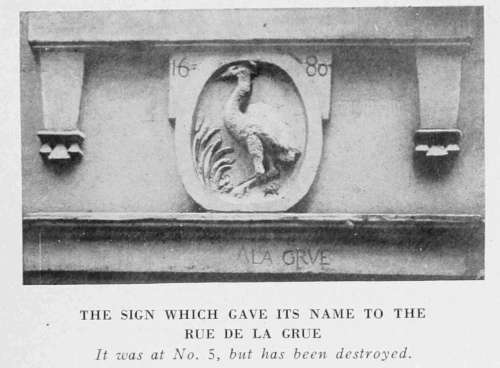 16 80
A LA GRVE
THE SIGN WHICH GAVE ITS NAME TO THE
RUE DE LA GRUE
It was at No. 5, but has been destroyed.